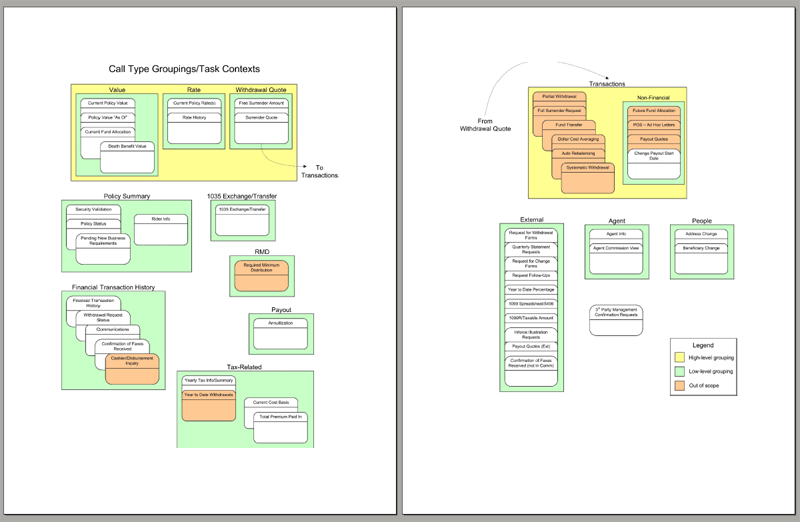 Call Type Groupings/Task Contexts
Value
Current Policy Value
Policy Value "As Of"
Current Fund Allocation
Death Benefit Value
Rate
Current Policy Rate(s)
Rate History
Withdrawal Quote
Free Surrender Amount
Surrender Quote
To
Transactions
Policy Summary
Security Validation
Policy Status
Pending New Business
Requirements
Rider Info
1035 Exchange/Transfer
1035 Exchange/Transfer
RMD
Required Minimum
Distribution
Financial Transaction History
Financial Transaction
History
Withdrawal Request
Status
Communications
Confirmation of Faxes
Received
Cashier/Disbursement
Inquiry
Payout
Annuitization
Tax-Related
Yearly Tax Info/Summary
Year to Date Withdrawals
Current Cost Basis
Total Premium Paid In
From
Withdrawal Quote
Transactions
Partial Withdrawal
Full Surrender Request
Fund Transfer
Dollar Cost Averaging
Auto Rebalancing
Systematic Withdrawal
Non-Financial
Future Fund Allocation
POS – Ad Hoc Letters
Payout Quotes
Change Payout Start
Date
External
Request for Withdrawal
Forms
Quarterly Statement
Requests
Request for Change
Forms
Request Follow-Ups
Year to Date Percentage
1099 Spreadsheet/5498
1099R/Taxable Amount
Inforce Illustration
Requests
Payout Quotes (Ext)
Confirmation of Faxes
Received (not in Comm)
Agent
Agent Info
Agent Commission View
People
Address Change
Beneficiary Change
3rd Party Management
Confirmation Requests
Legend
High-level grouping
Low-level grouping
Out of scope